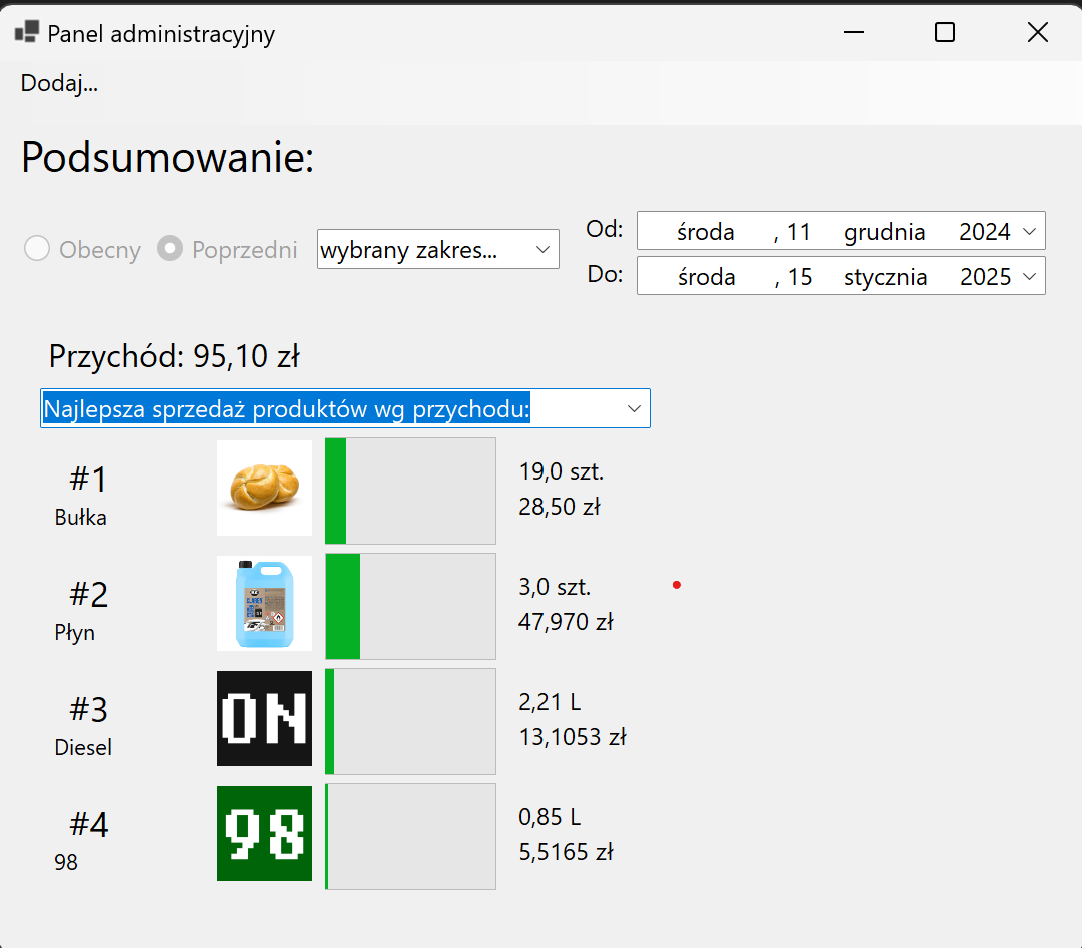 Panel administracyjny
Dodaj...
Podsumowanie:
Obecny Poprzedni wybrany zakres...
Od: środa , 11 grudnia 2024
Do: środa , 15 stycznia 2025
Przychód: 95,10 zł
Najlepsza sprzedaż produktów wg przychodu:
#1
Bułka
19,0 szt.
28,50 zł
#2
Płyn
3,0 szt.
47,970 zł
#3
Diesel
ON
2,21 L
13,1053 zł
#4
98
98
0,85 L
5,5165 zł